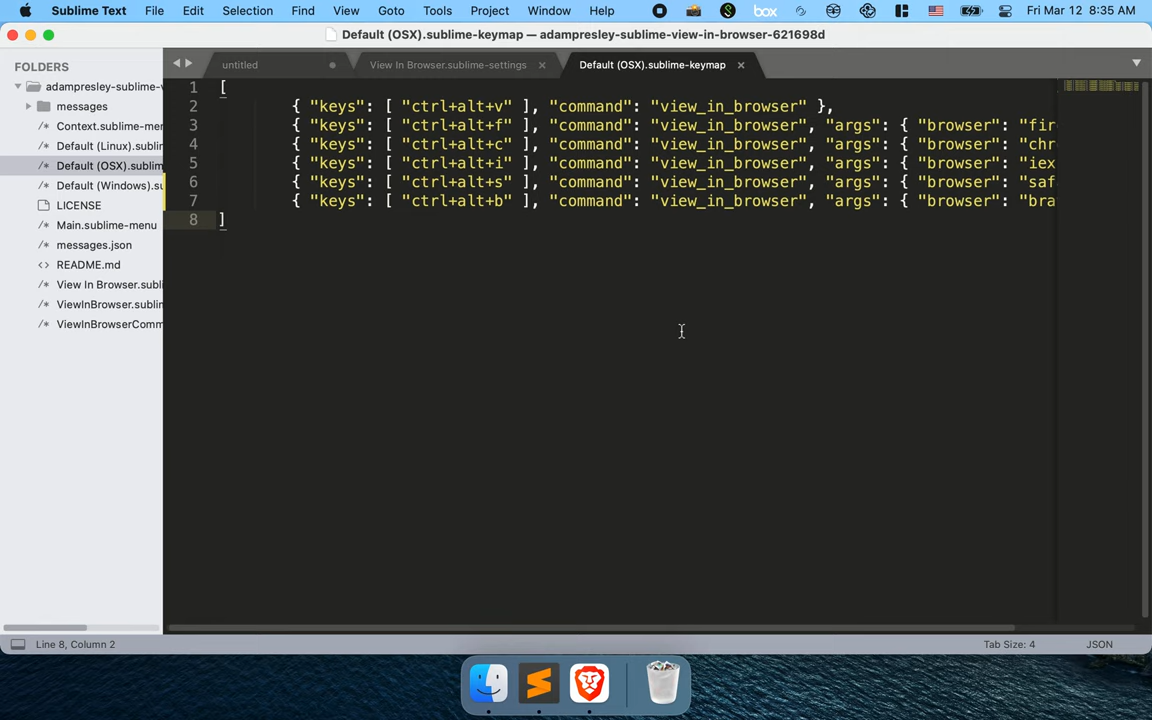 Sublime Text File Edit Selection Find View Goto Tools Project Window Help box Fri Mar 12 8:35 AM
Default (OSX).sublime-keymap — adampresley-sublime-view-in-browser-621698d
FOLDERS
adampresley-sublime-v
messages
/* Context.sublime-mer
/* Default (Linux).sublin
/* Default (OSX).sublim
/* Default (Windows).su
LICENSE
/* Main.sublime-menu
/* messages.json
<> README.md
/* View In Browser.subli
/* ViewInBrowser.sublim
/* ViewInBrowserComm
untitled View In Browser.sublime-settings Default (OSX).sublime-keymap
1 [
2 { "keys": [ "ctrl+alt+v" ], "command": "view_in_browser" },
3 { "keys": [ "ctrl+alt+f" ], "command": "view_in_browser", "args": { "browser": "fir
4 { "keys": [ "ctrl+alt+c" ], "command": "view_in_browser", "args": { "browser": "chr
5 { "keys": [ "ctrl+alt+i" ], "command": "view_in_browser", "args": { "browser": "iex
6 { "keys": [ "ctrl+alt+s" ], "command": "view_in_browser", "args": { "browser": "saf
7 { "keys": [ "ctrl+alt+b" ], "command": "view_in_browser", "args": { "browser": "bra
8 ]
Line 8, Column 2 Tab Size: 4 JSON